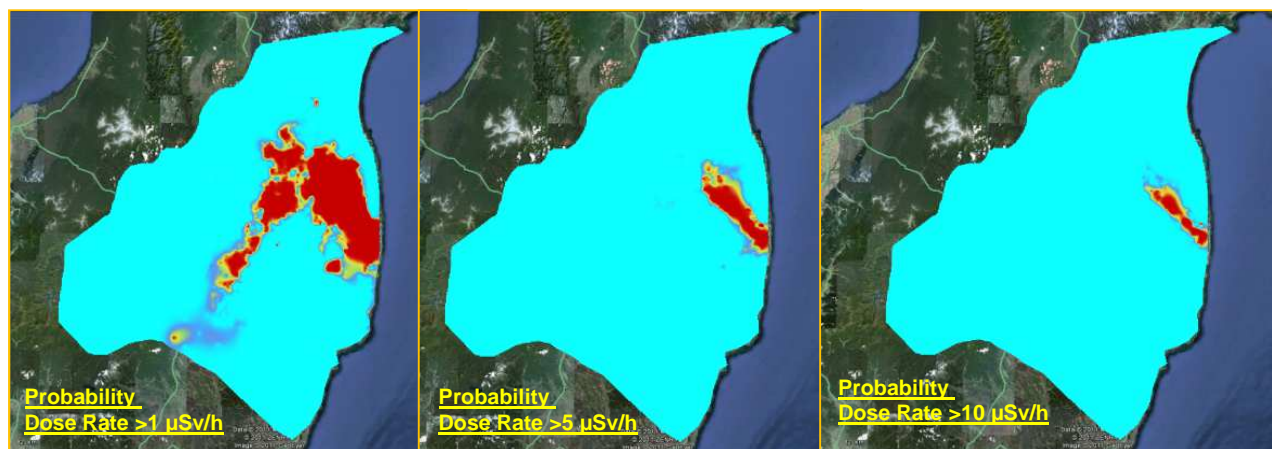 Probability
Dose Rate >1 µSv/h
Probability
Dose Rate >5 µSv/h
Probability
Dose Rate >10 µSv/h